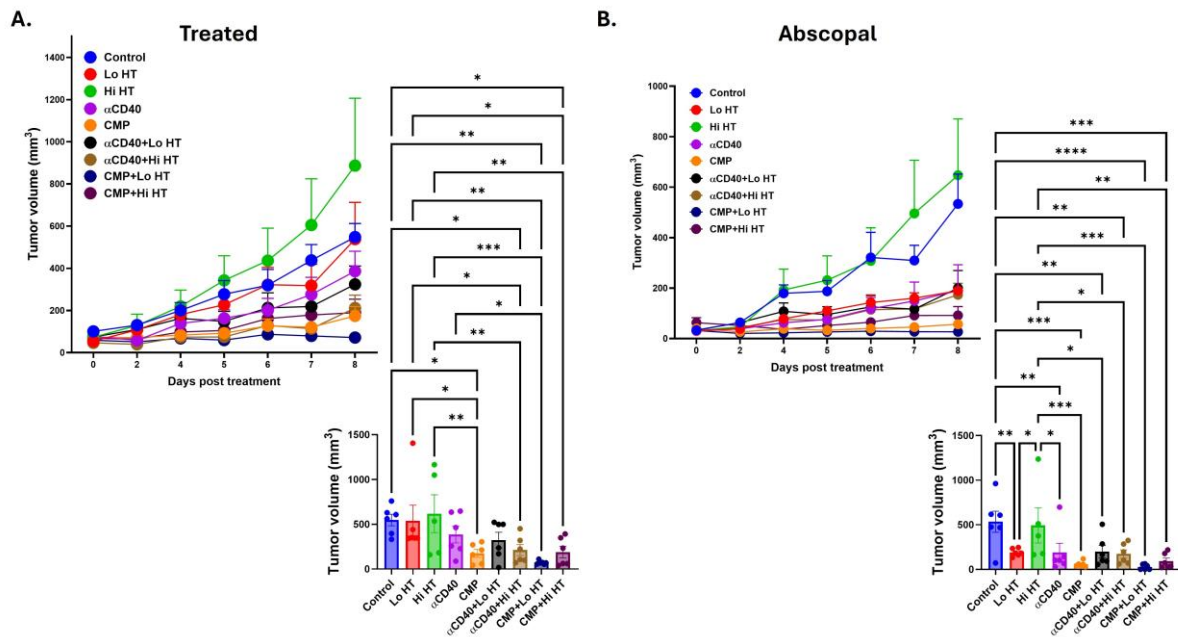 A.
Treated
Tumor volume (mm³)
1400
1200
1000
800
600
400
200
0
Control
Lo HT
Hi HT
αCD40
CMP
αCD40+Lo HT
αCD40+Hi HT
CMP+Lo HT
CMP+Hi HT
0 2 4 5 6 7 8
Days post treatment
*
*
**
**
**
*
***
*
*
**
*
*
**
Tumor volume (mm³)
1500
1000
500
0
Control
Lo HT
Hi HT
αCD40
CMP
αCD40+Lo HT
αCD40+Hi HT
CMP+Lo HT
CMP+Hi HT
B.
Abscopal
Tumor volume (mm³)
1000
800
600
400
200
0
Control
Lo HT
Hi HT
αCD40
CMP
αCD40+Lo HT
αCD40+Hi HT
CMP+Lo HT
CMP+Hi HT
0 2 4 5 6 7 8
Days post treatment
***
****
**
**
***
**
*
***
*
**
***
** * *
Tumor volume (mm³)
1500
1000
500
0
Control
Lo HT
Hi HT
αCD40
CMP
αCD40+Lo HT
αCD40+Hi HT
CMP+Lo HT
CMP+Hi HT